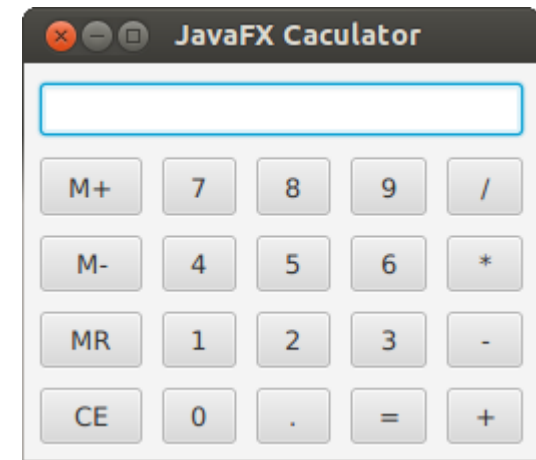 JavaFX Caculator
M+ 7 8 9 /
M- 4 5 6 *
MR 1 2 3 -
CE 0 . = +